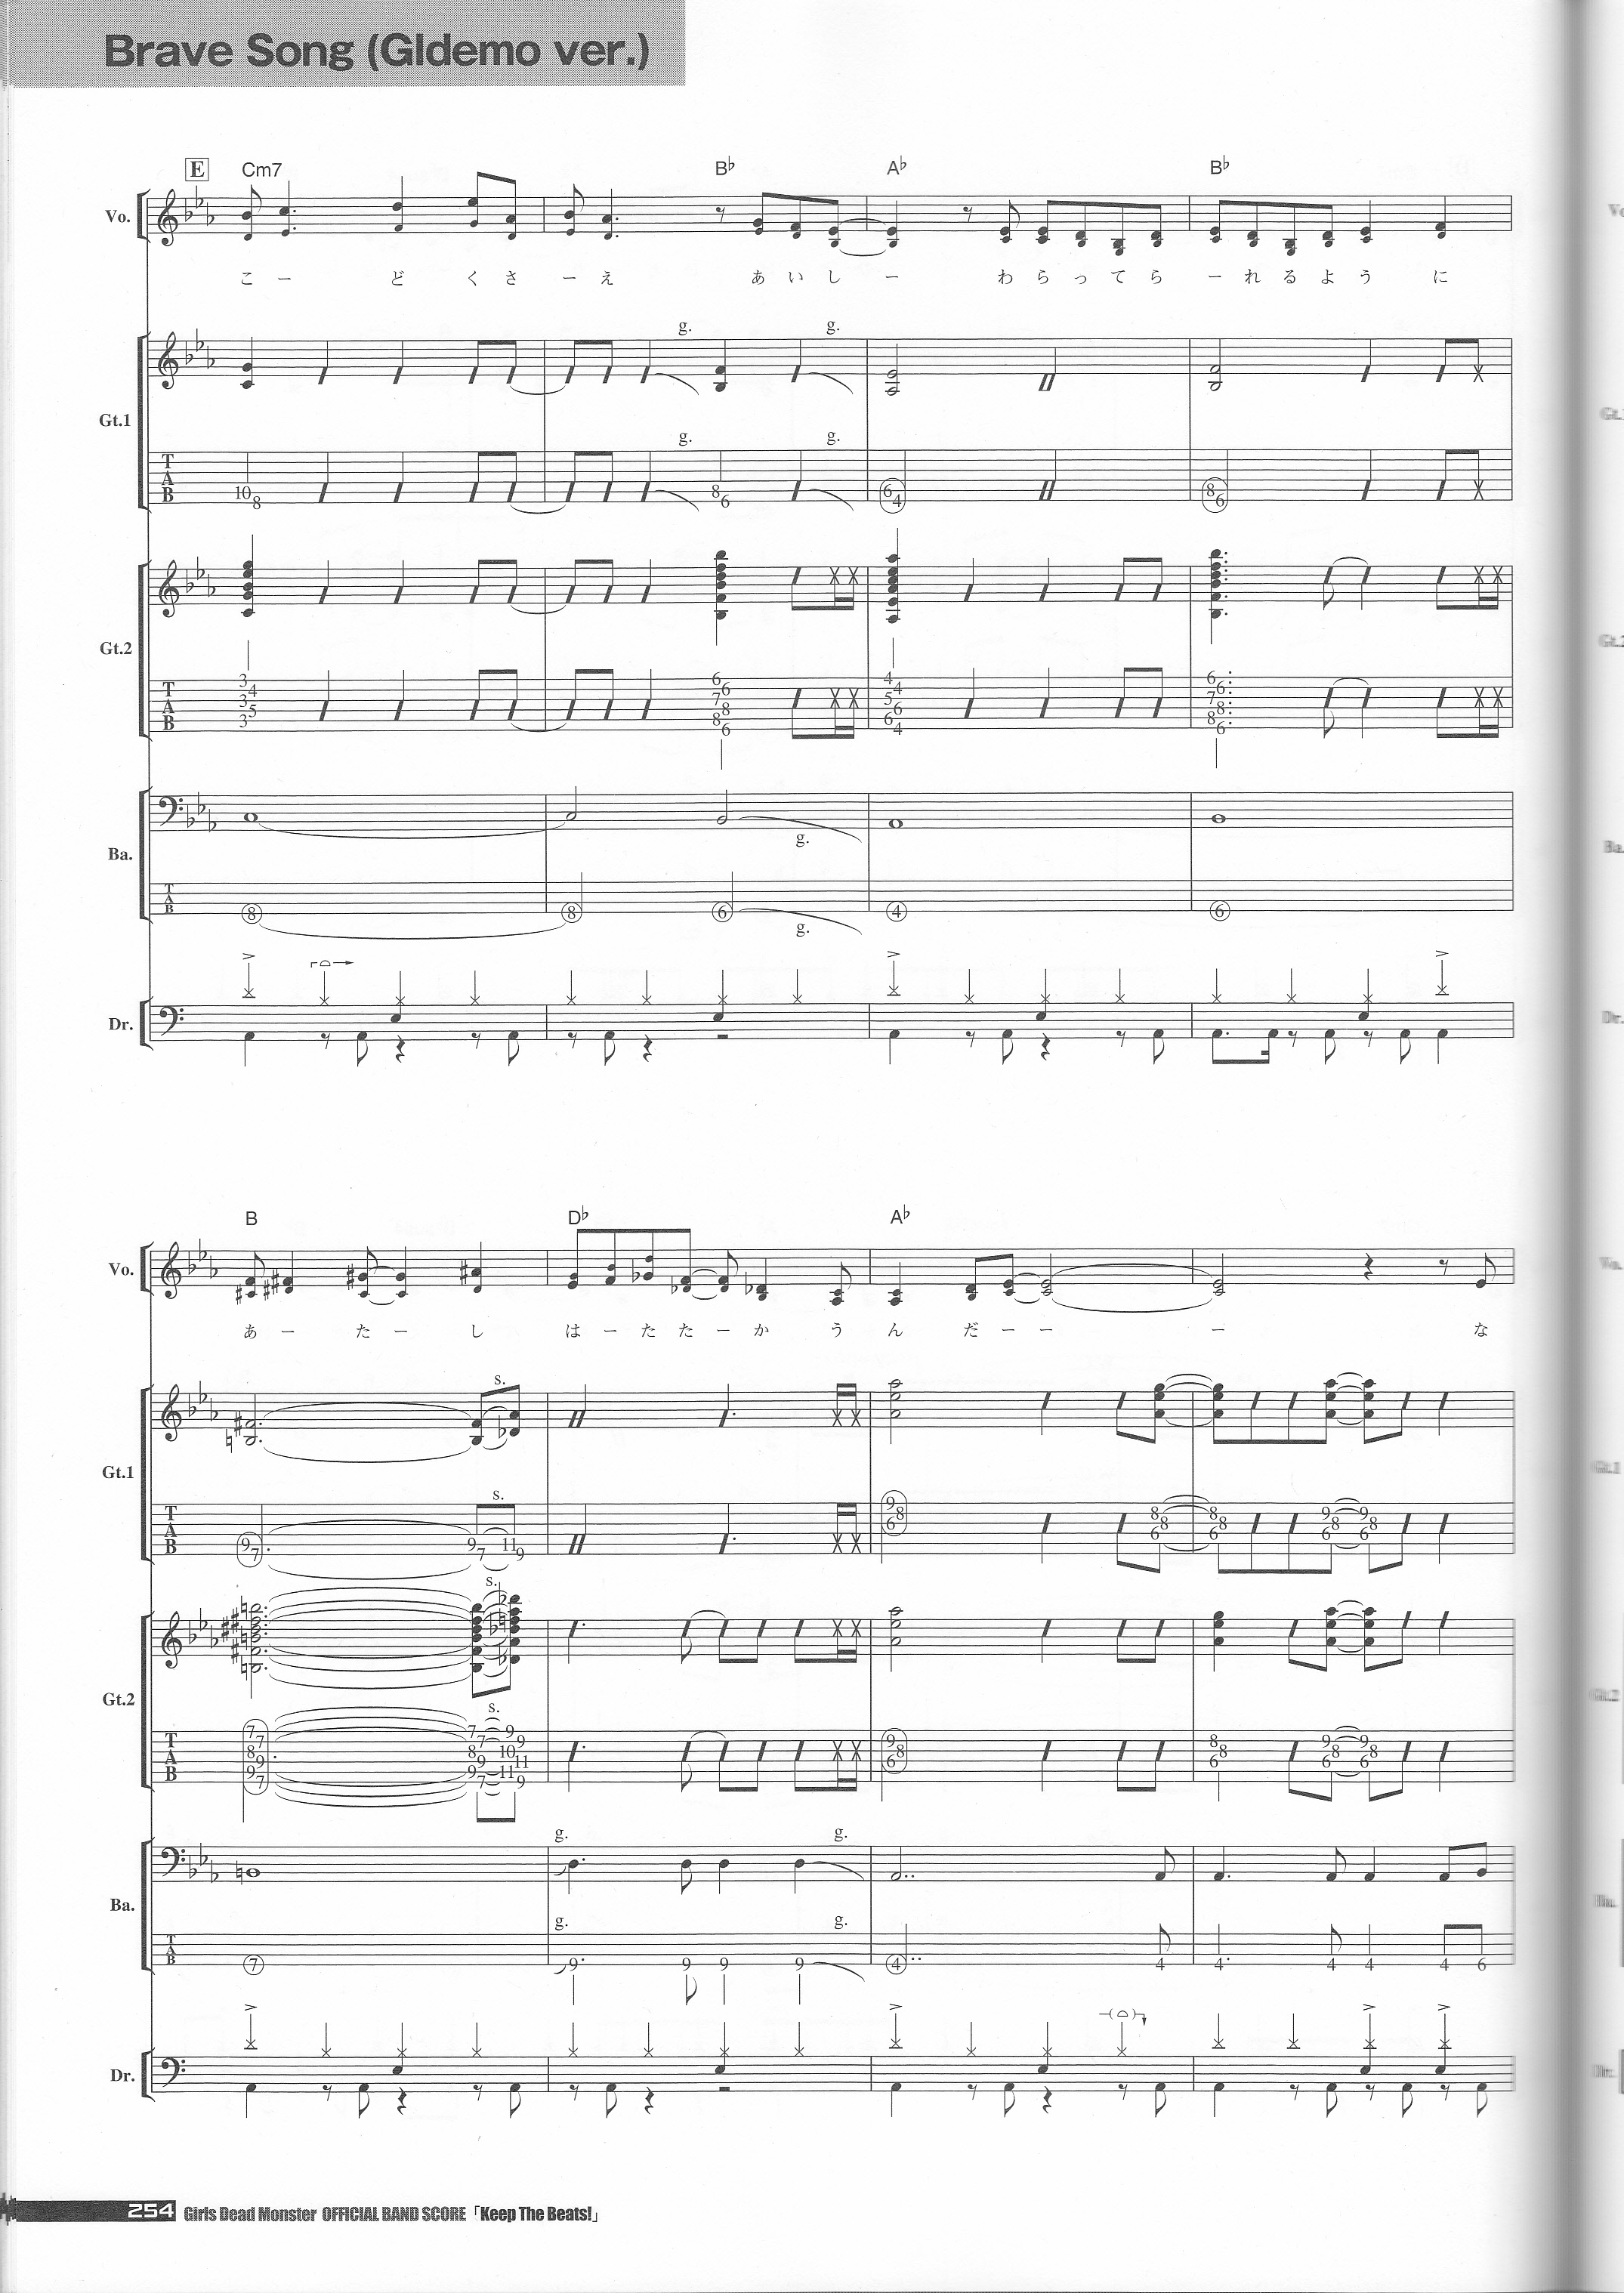 Brave Song (Gldemo ver.)
E Cm7 B♭ A♭ B♭
Vo.
こ ー ど く さ ー え あ い し ー わ ら っ て ら ー れ る よ う に
g. g.
Gt.1
g. g.
T A B 10 8 8 6 6 4 8 6
Gt.2
T A B 3 4 3 5 3 6 6 7 8 8 6 4 4 5 6 6 4 6 6 7 8 8 6
g.
Ba.
T A B 8 8 6 4 6
g.
Dr.
B D♭ A♭
Vo.
あ ー た ー し は ー た た ー か う ん だ ー ー ー な
s.
Gt.1
s.
T A B 9 7 9 7 11 9 9 8 6 8 8 6 8 8 6 9 8 6 9 8 6
s.
Gt.2
s.
T A B 7 7 8 9 9 7 7 7 8 9 9 7 9 9 10 11 11 9 9 8 6 8 8 6 9 8 6 9 8 6
g. g.
Ba.
g. g.
T A B 7 9 9 9 9 4 4 4 4 4 4 6
Dr.
254 Girls Dead Monster OFFICIAL BAND SCORE「Keep The Beats!」